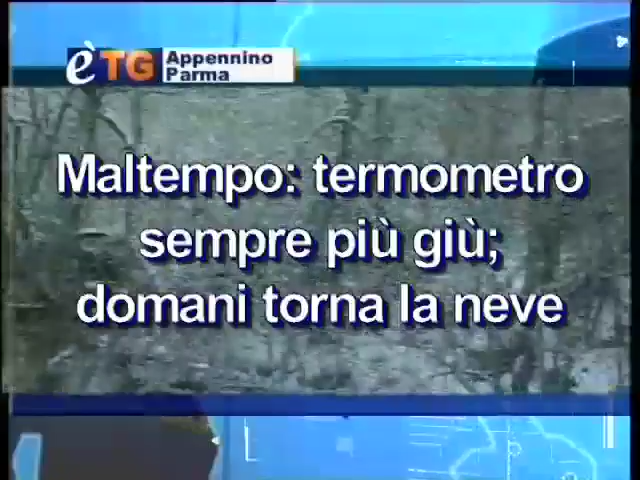 èTG Appennino
Parma
Maltempo: termometro
sempre più giù;
domani torna la neve